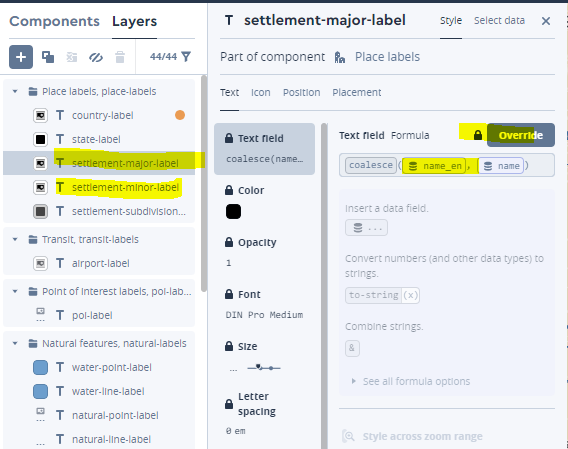 Components Layers
44/44
Place labels, place-labels
country-label
state-label
settlement-major-label
settlement-minor-label
settlement-subdivision...
Transit, transit-labels
airport-label
Point of interest labels, poi-lab...
poi-label
Natural features, natural-labels
water-point-label
water-line-label
natural-point-label
natural-line-label
settlement-major-label
Style Select data
Part of component Place labels
Text Icon Position Placement
Text field
coalesce(name…
Color
Opacity
1
Font
DIN Pro Medium
Size
...
Letter
spacing
0 em
Text field Formula
Override
coalesce( name_en, name )
Insert a data field.
...
Convert numbers (and other data types) to
strings.
to-string (x)
Combine strings.
&
See all formula options
Style across zoom range